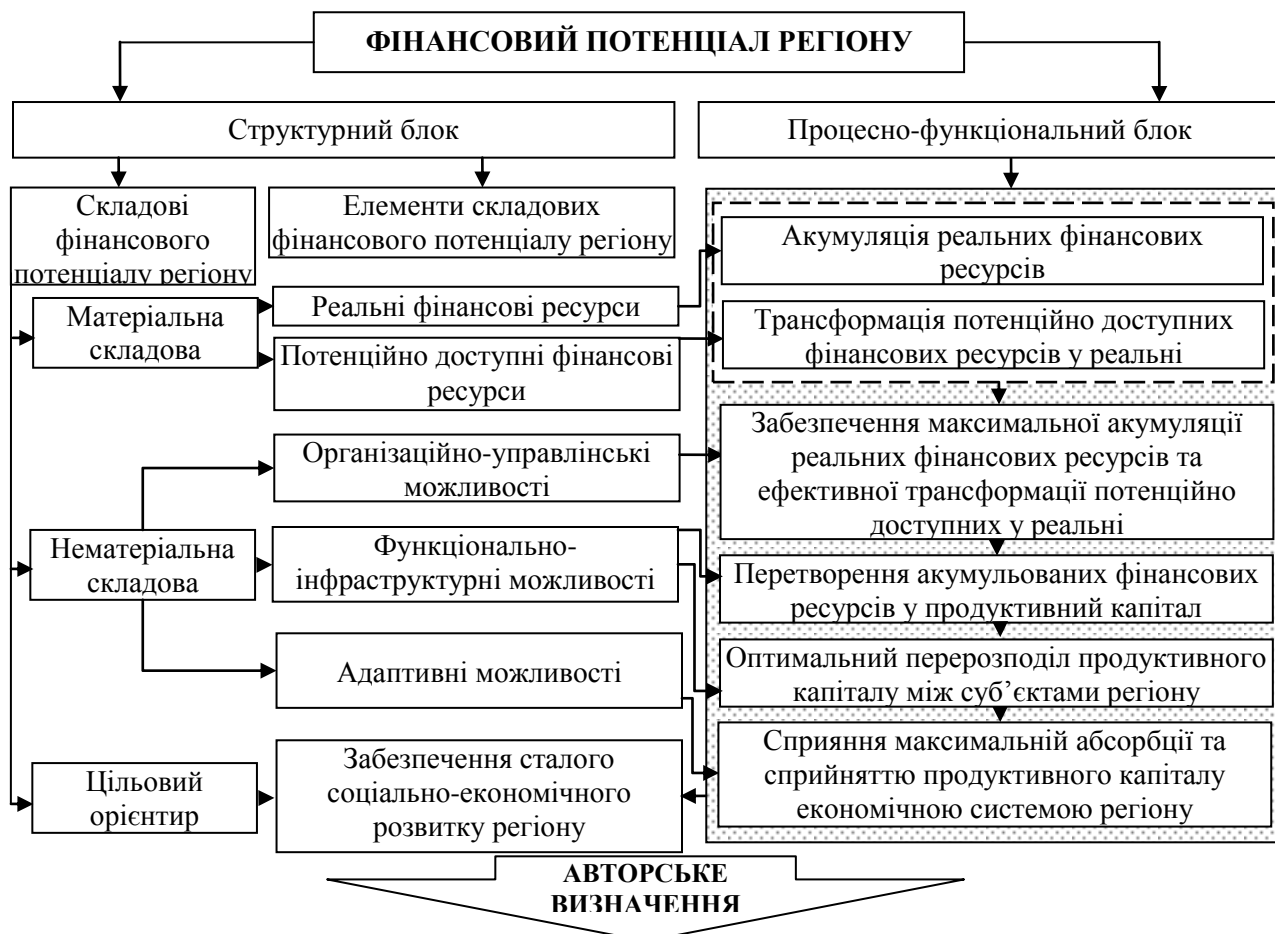 ФІНАНСОВИЙ ПОТЕНЦІАЛ РЕГІОНУ
Структурний блок
Процесно-функціональний блок
Складові
фінансового
потенціалу регіону
Елементи складових
фінансового потенціалу регіону
Матеріальна
складова
Реальні фінансові ресурси
Потенційно доступні фінансові
ресурси
Акумуляція реальних фінансових
ресурсів
Трансформація потенційно доступних
фінансових ресурсів у реальні
Нематеріальна
складова
Організаційно-управлінські
можливості
Функціонально-
інфраструктурні можливості
Адаптивні можливості
Забезпечення максимальної акумуляції
реальних фінансових ресурсів та
ефективної трансформації потенційно
доступних у реальні
Перетворення акумульованих фінансових
ресурсів у продуктивний капітал
Оптимальний перерозподіл продуктивного
капіталу між суб’єктами регіону
Сприяння максимальній абсорбції та
сприйняттю продуктивного капіталу
економічною системою регіону
Цільовий
орієнтир
Забезпечення сталого
соціально-економічного
розвитку регіону
АВТОРСЬКЕ
ВИЗНАЧЕННЯ